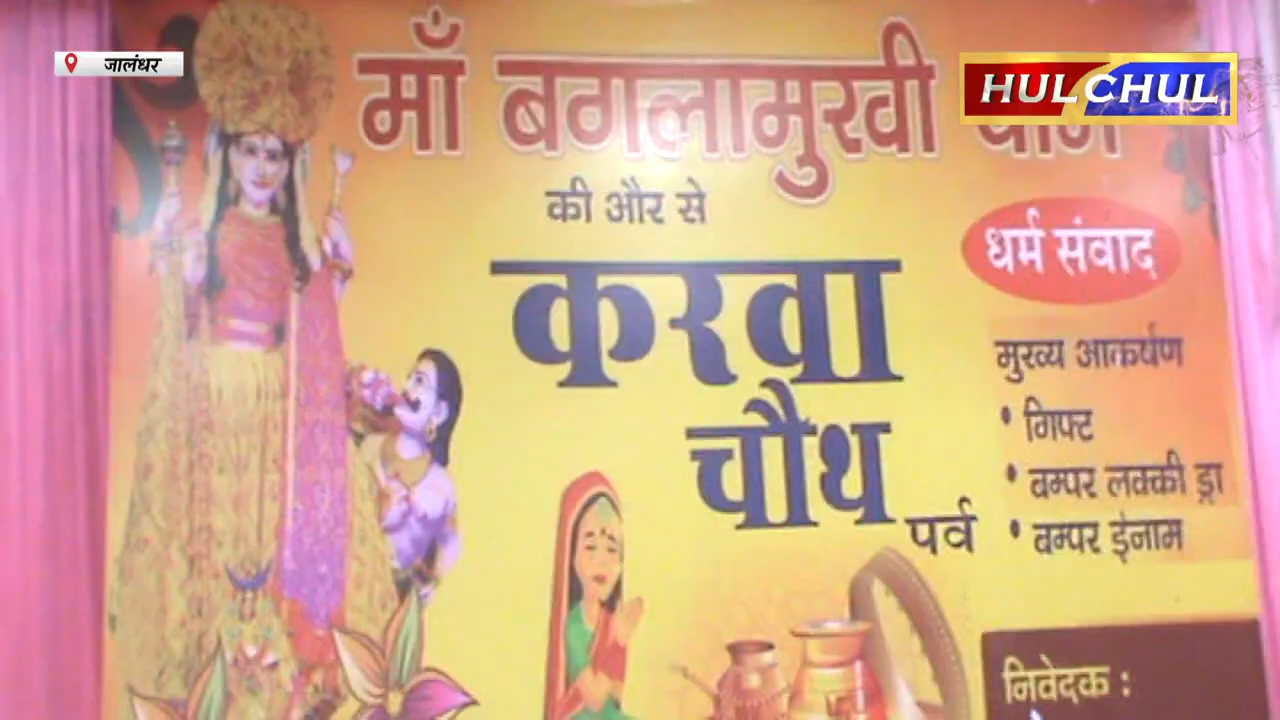 जालंधर
HULCHUL
माँ बगलामुखी धाम
की और से
करवा
चौथ
पर्व
धर्म संवाद
मुख्य आकर्षण
• गिफ्ट
• बम्पर लक्की ड्रा
• बम्पर ईनाम
निवेदक :